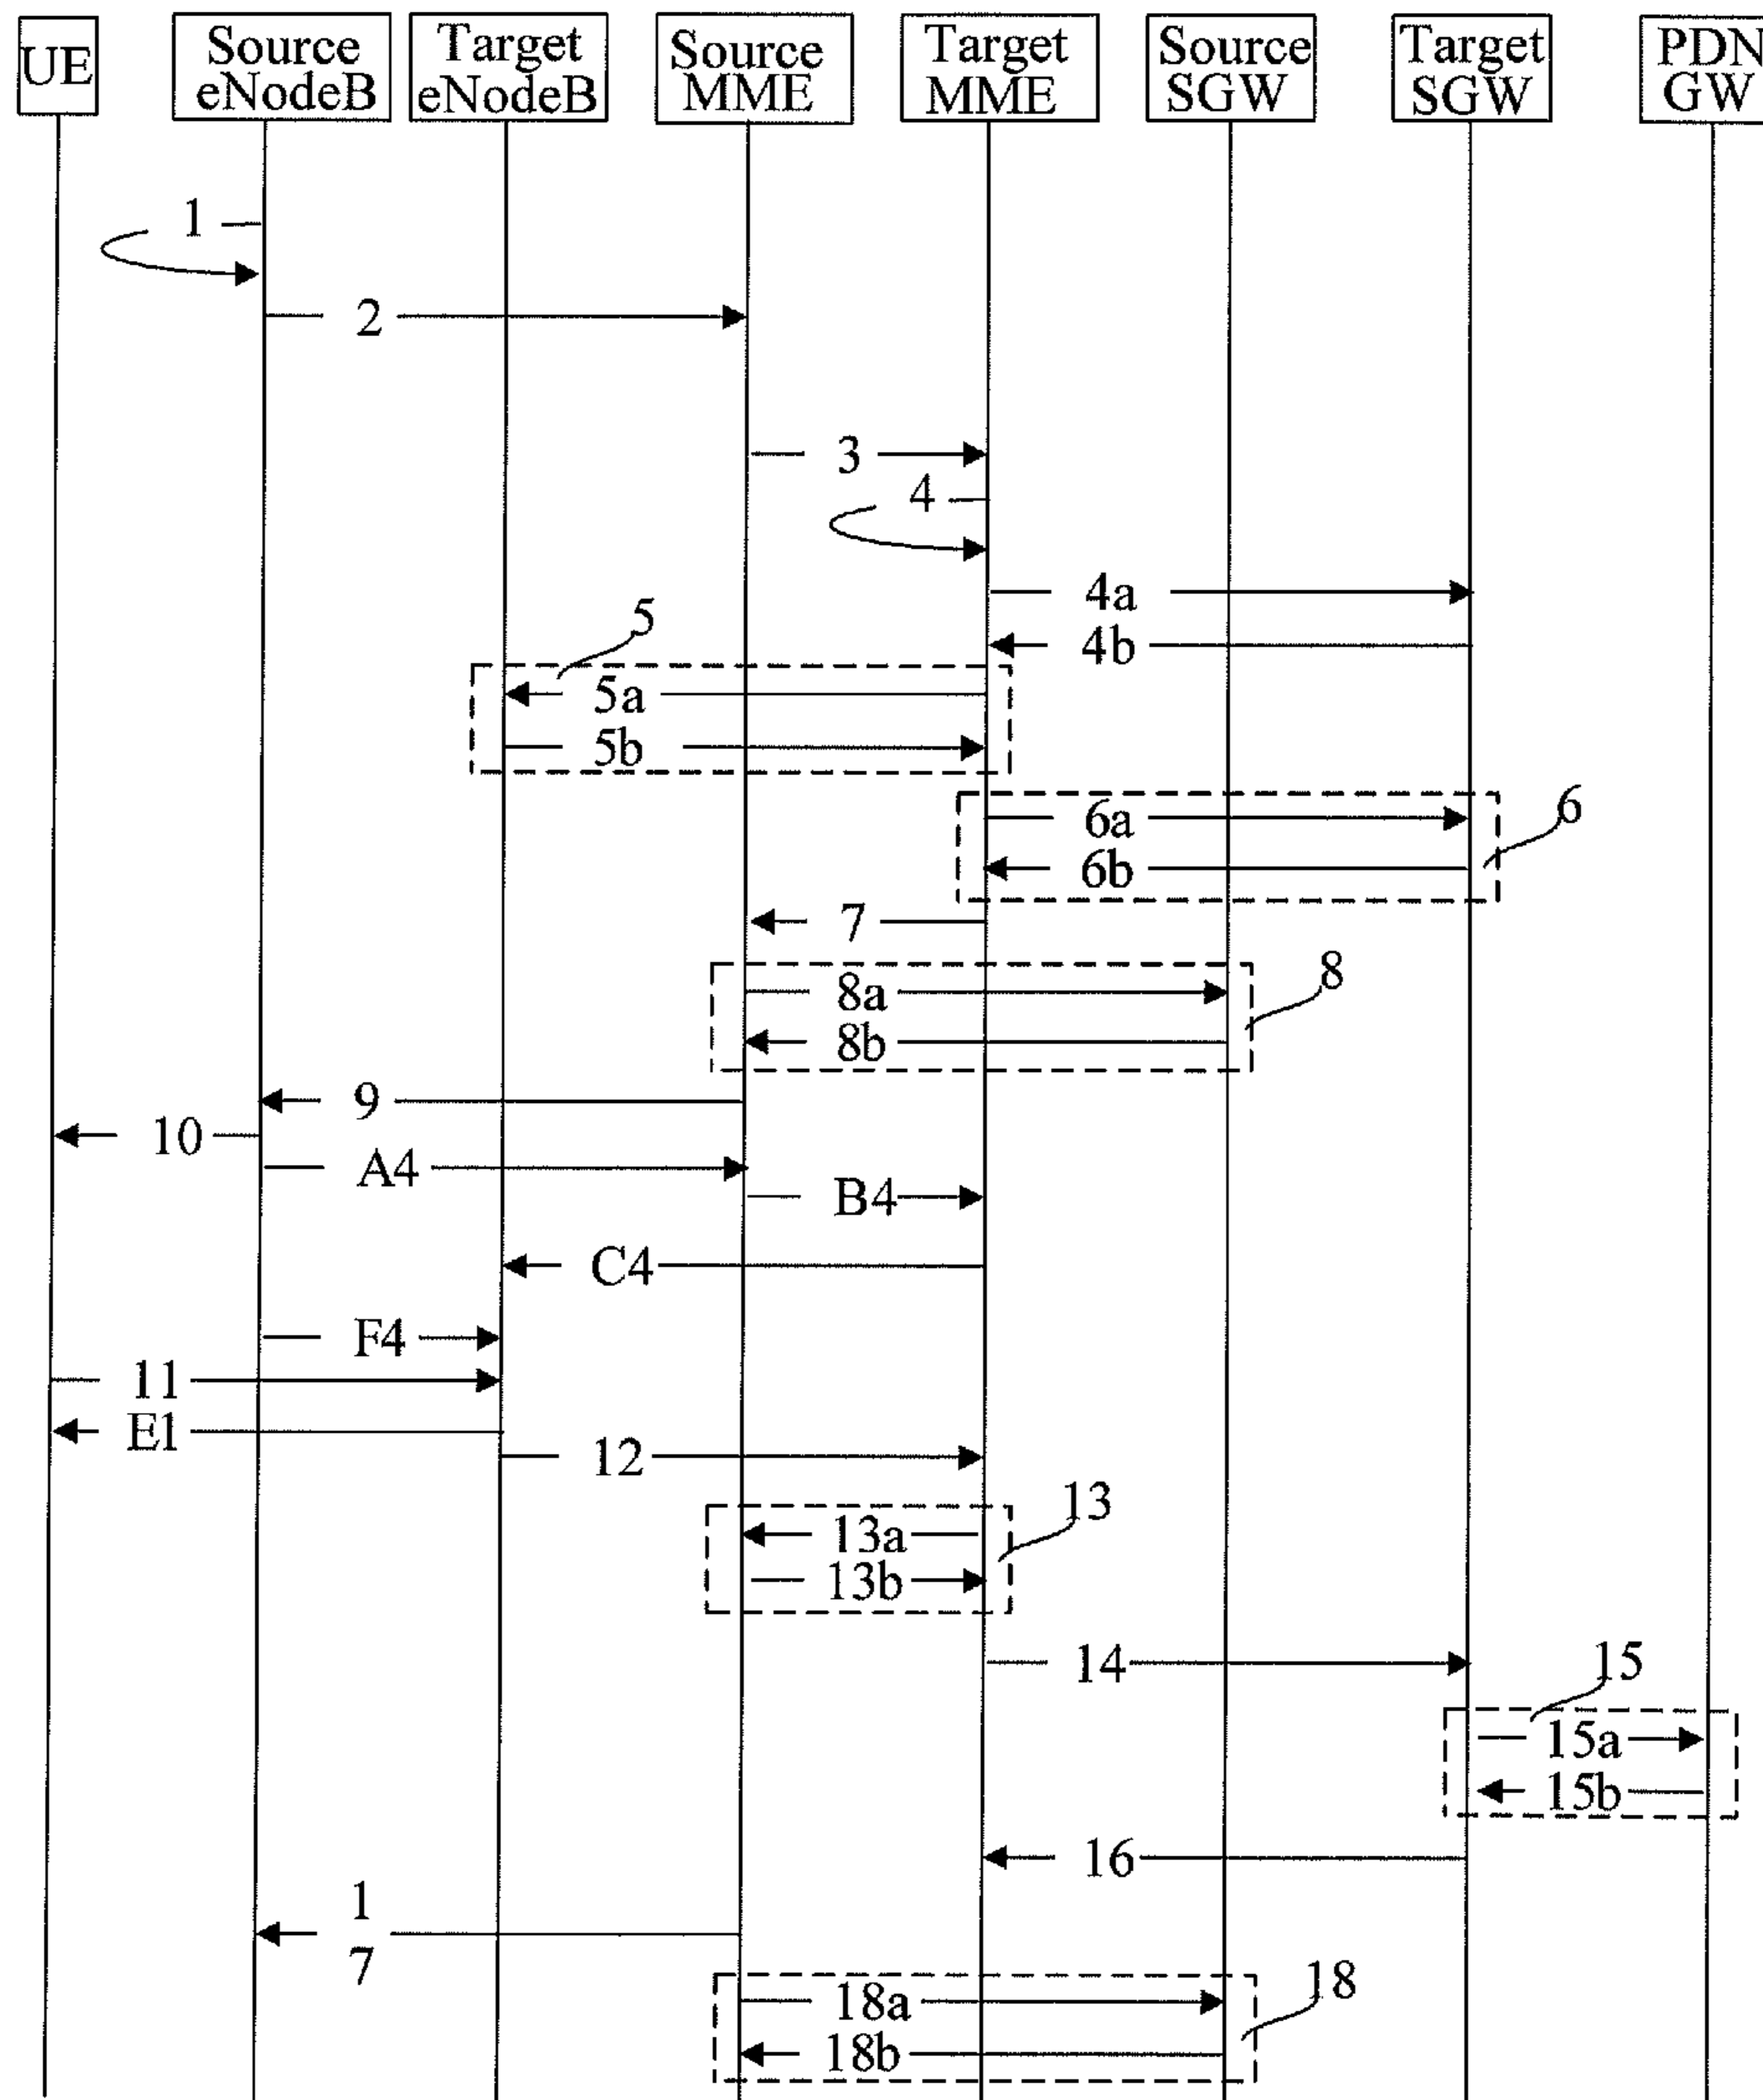 UE
Source
eNodeB
Target
eNodeB
Source
MME
Target
MME
Source
SGW
Target
SGW
PDN
GW
1
2
3
4
4a
4b
5
5a
5b
6
6a
6b
7
8
8a
8b
9
10
A4
B4
C4
F4
11
E1
12
13
13a
13b
14
15
15a
15b
16
1
7
18
18a
18b